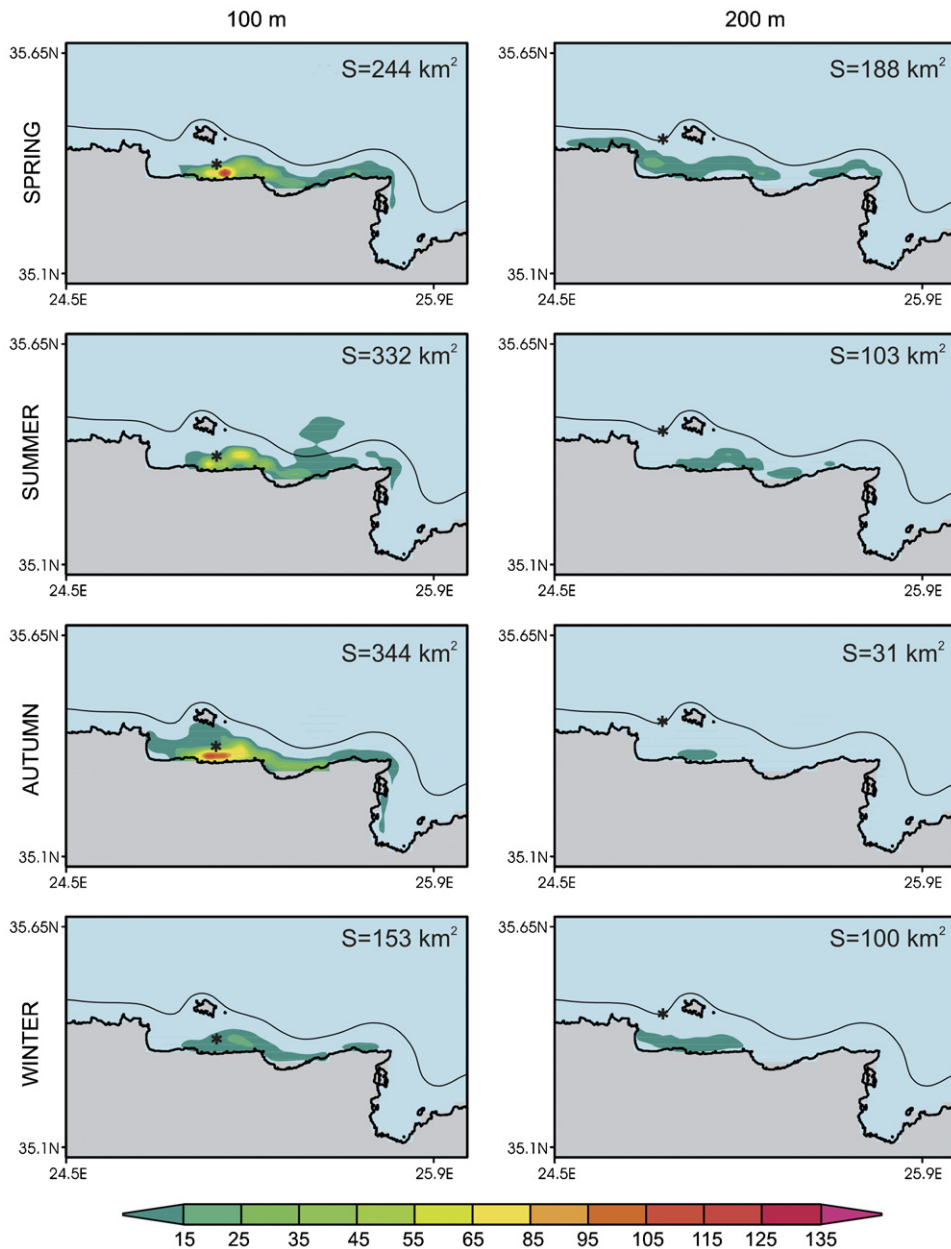 100 m
200 m
SPRING
35.65N
S=244 km²
35.1N
24.5E
25.9E
35.65N
S=188 km²
35.1N
24.5E
25.9E
SUMMER
35.65N
S=332 km²
35.1N
24.5E
25.9E
35.65N
S=103 km²
35.1N
24.5E
25.9E
AUTUMN
35.65N
S=344 km²
35.1N
24.5E
25.9E
35.65N
S=31 km²
35.1N
24.5E
25.9E
WINTER
35.65N
S=153 km²
35.1N
24.5E
25.9E
35.65N
S=100 km²
35.1N
24.5E
25.9E
15 25 35 45 55 65 85 95 105 115 125 135